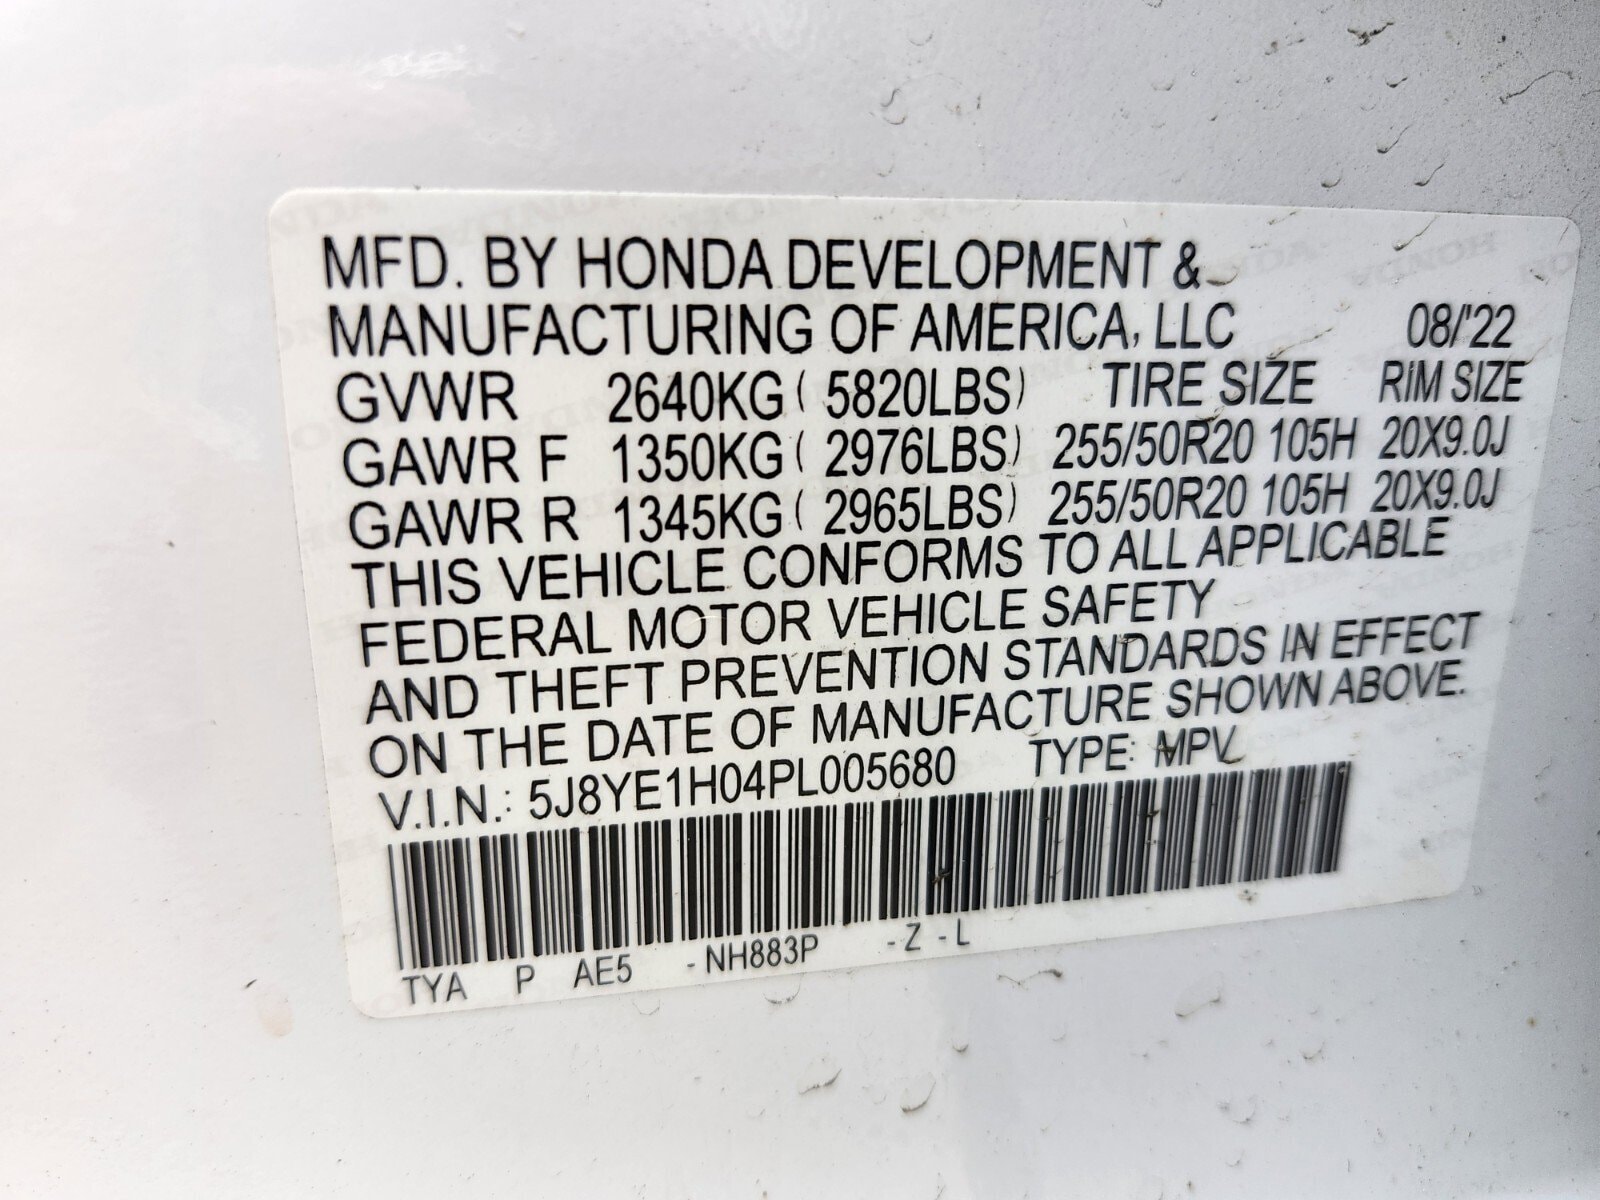 MFD. BY HONDA DEVELOPMENT &
MANUFACTURING OF AMERICA, LLC 08/'22
GVWR 2640KG ( 5820LBS) TIRE SIZE RIM SIZE
GAWR F 1350KG ( 2976LBS) 255/50R20 105H 20X9.0J
GAWR R 1345KG ( 2965LBS) 255/50R20 105H 20X9.0J
THIS VEHICLE CONFORMS TO ALL APPLICABLE
FEDERAL MOTOR VEHICLE SAFETY
AND THEFT PREVENTION STANDARDS IN EFFECT
ON THE DATE OF MANUFACTURE SHOWN ABOVE.
V.I.N.: 5J8YE1H04PL005680 TYPE: MPV
TYA P AE5 - NH883P - Z - L